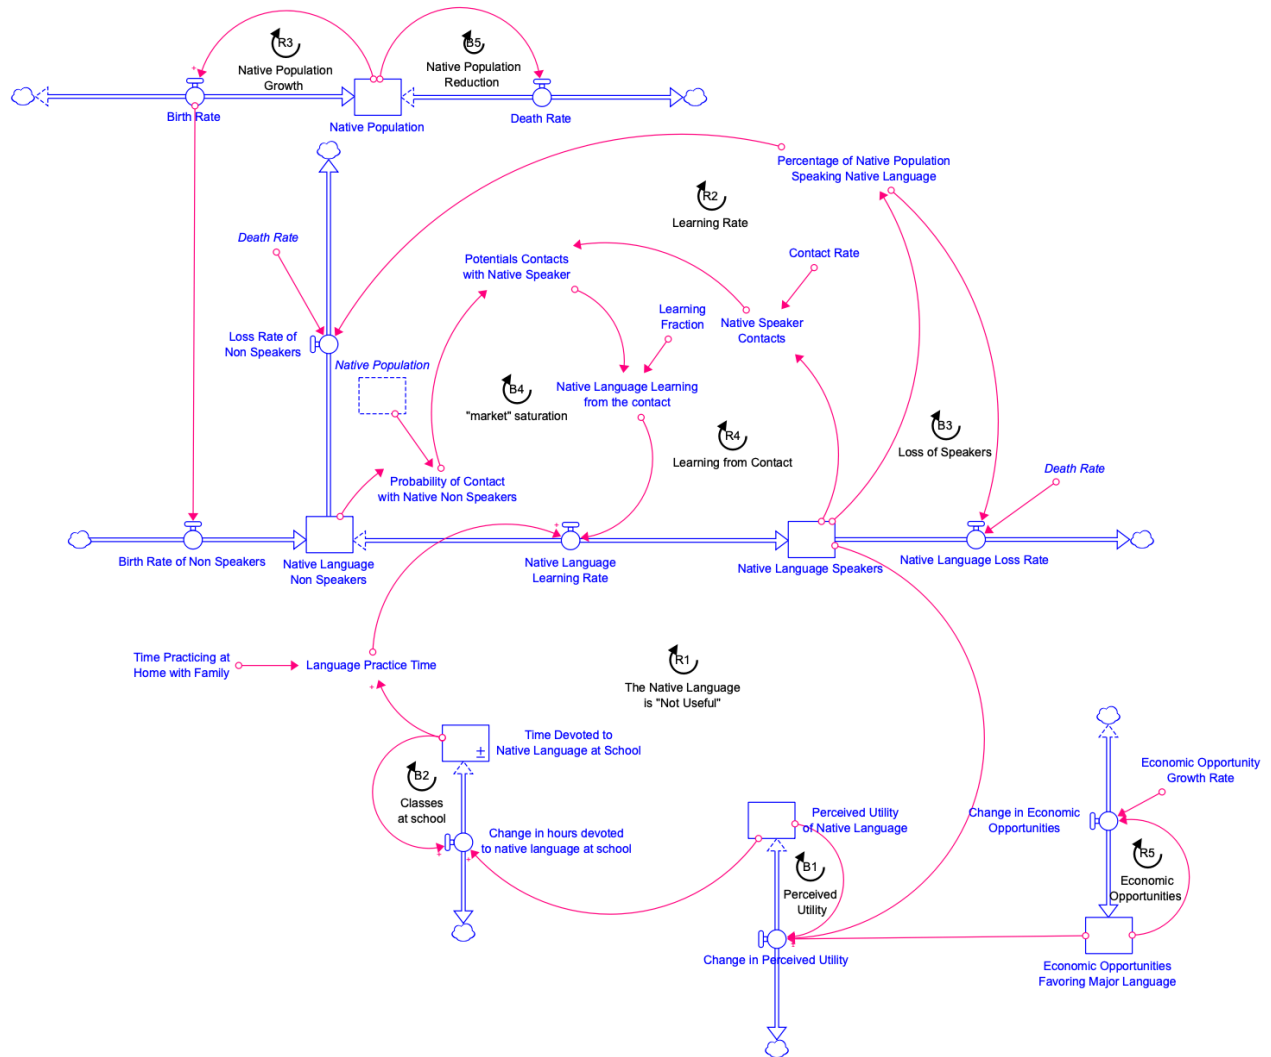 R3
Native Population
Growth
B5
Native Population
Reduction
Birth Rate
Native Population
Death Rate
Percentage of Native Population
Speaking Native Language
R2
Learning Rate
Death Rate
Potentials Contacts
with Native Speaker
Contact Rate
Learning
Fraction
Native Speaker
Contacts
Loss Rate of
Non Speakers
Native Population
B4
"market" saturation
Native Language Learning
from the contact
R4
Learning from Contact
B3
Loss of Speakers
Death Rate
Probability of Contact
with Native Non Speakers
Birth Rate of Non Speakers
Native Language
Non Speakers
Native Language
Learning Rate
Native Language Speakers
Native Language Loss Rate
Time Practicing at
Home with Family
Language Practice Time
R1
The Native Language
is "Not Useful"
Time Devoted to
Native Language at School
B2
Classes
at school
Change in hours devoted
to native language at school
Perceived Utility
of Native Language
B1
Perceived
Utility
Change in Perceived Utility
Economic Opportunity
Growth Rate
Change in Economic
Opportunities
R5
Economic
Opportunities
Economic Opportunities
Favoring Major Language